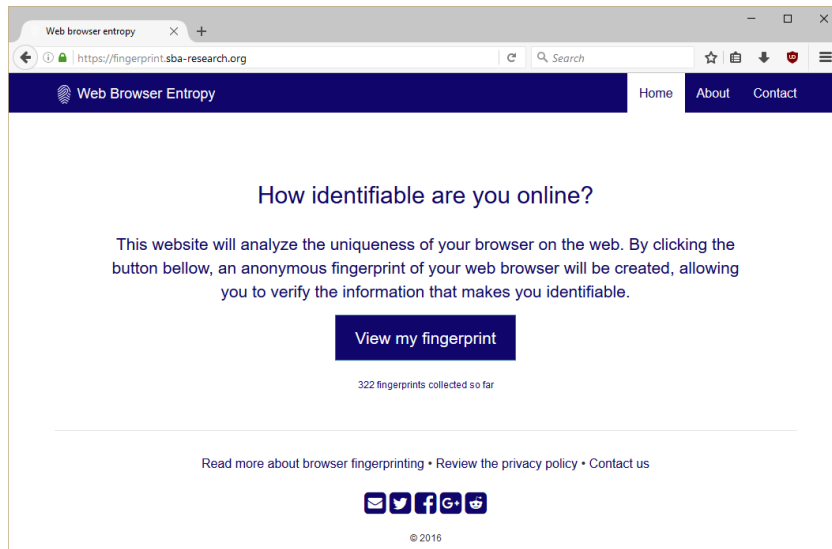 Web browser entropy
https://fingerprint.sba-research.org
Search
Web Browser Entropy
Home
About
Contact
How identifiable are you online?
This website will analyze the uniqueness of your browser on the web. By clicking the
button bellow, an anonymous fingerprint of your web browser will be created, allowing
you to verify the information that makes you identifiable.
View my fingerprint
322 fingerprints collected so far
Read more about browser fingerprinting • Review the privacy policy • Contact us
© 2016